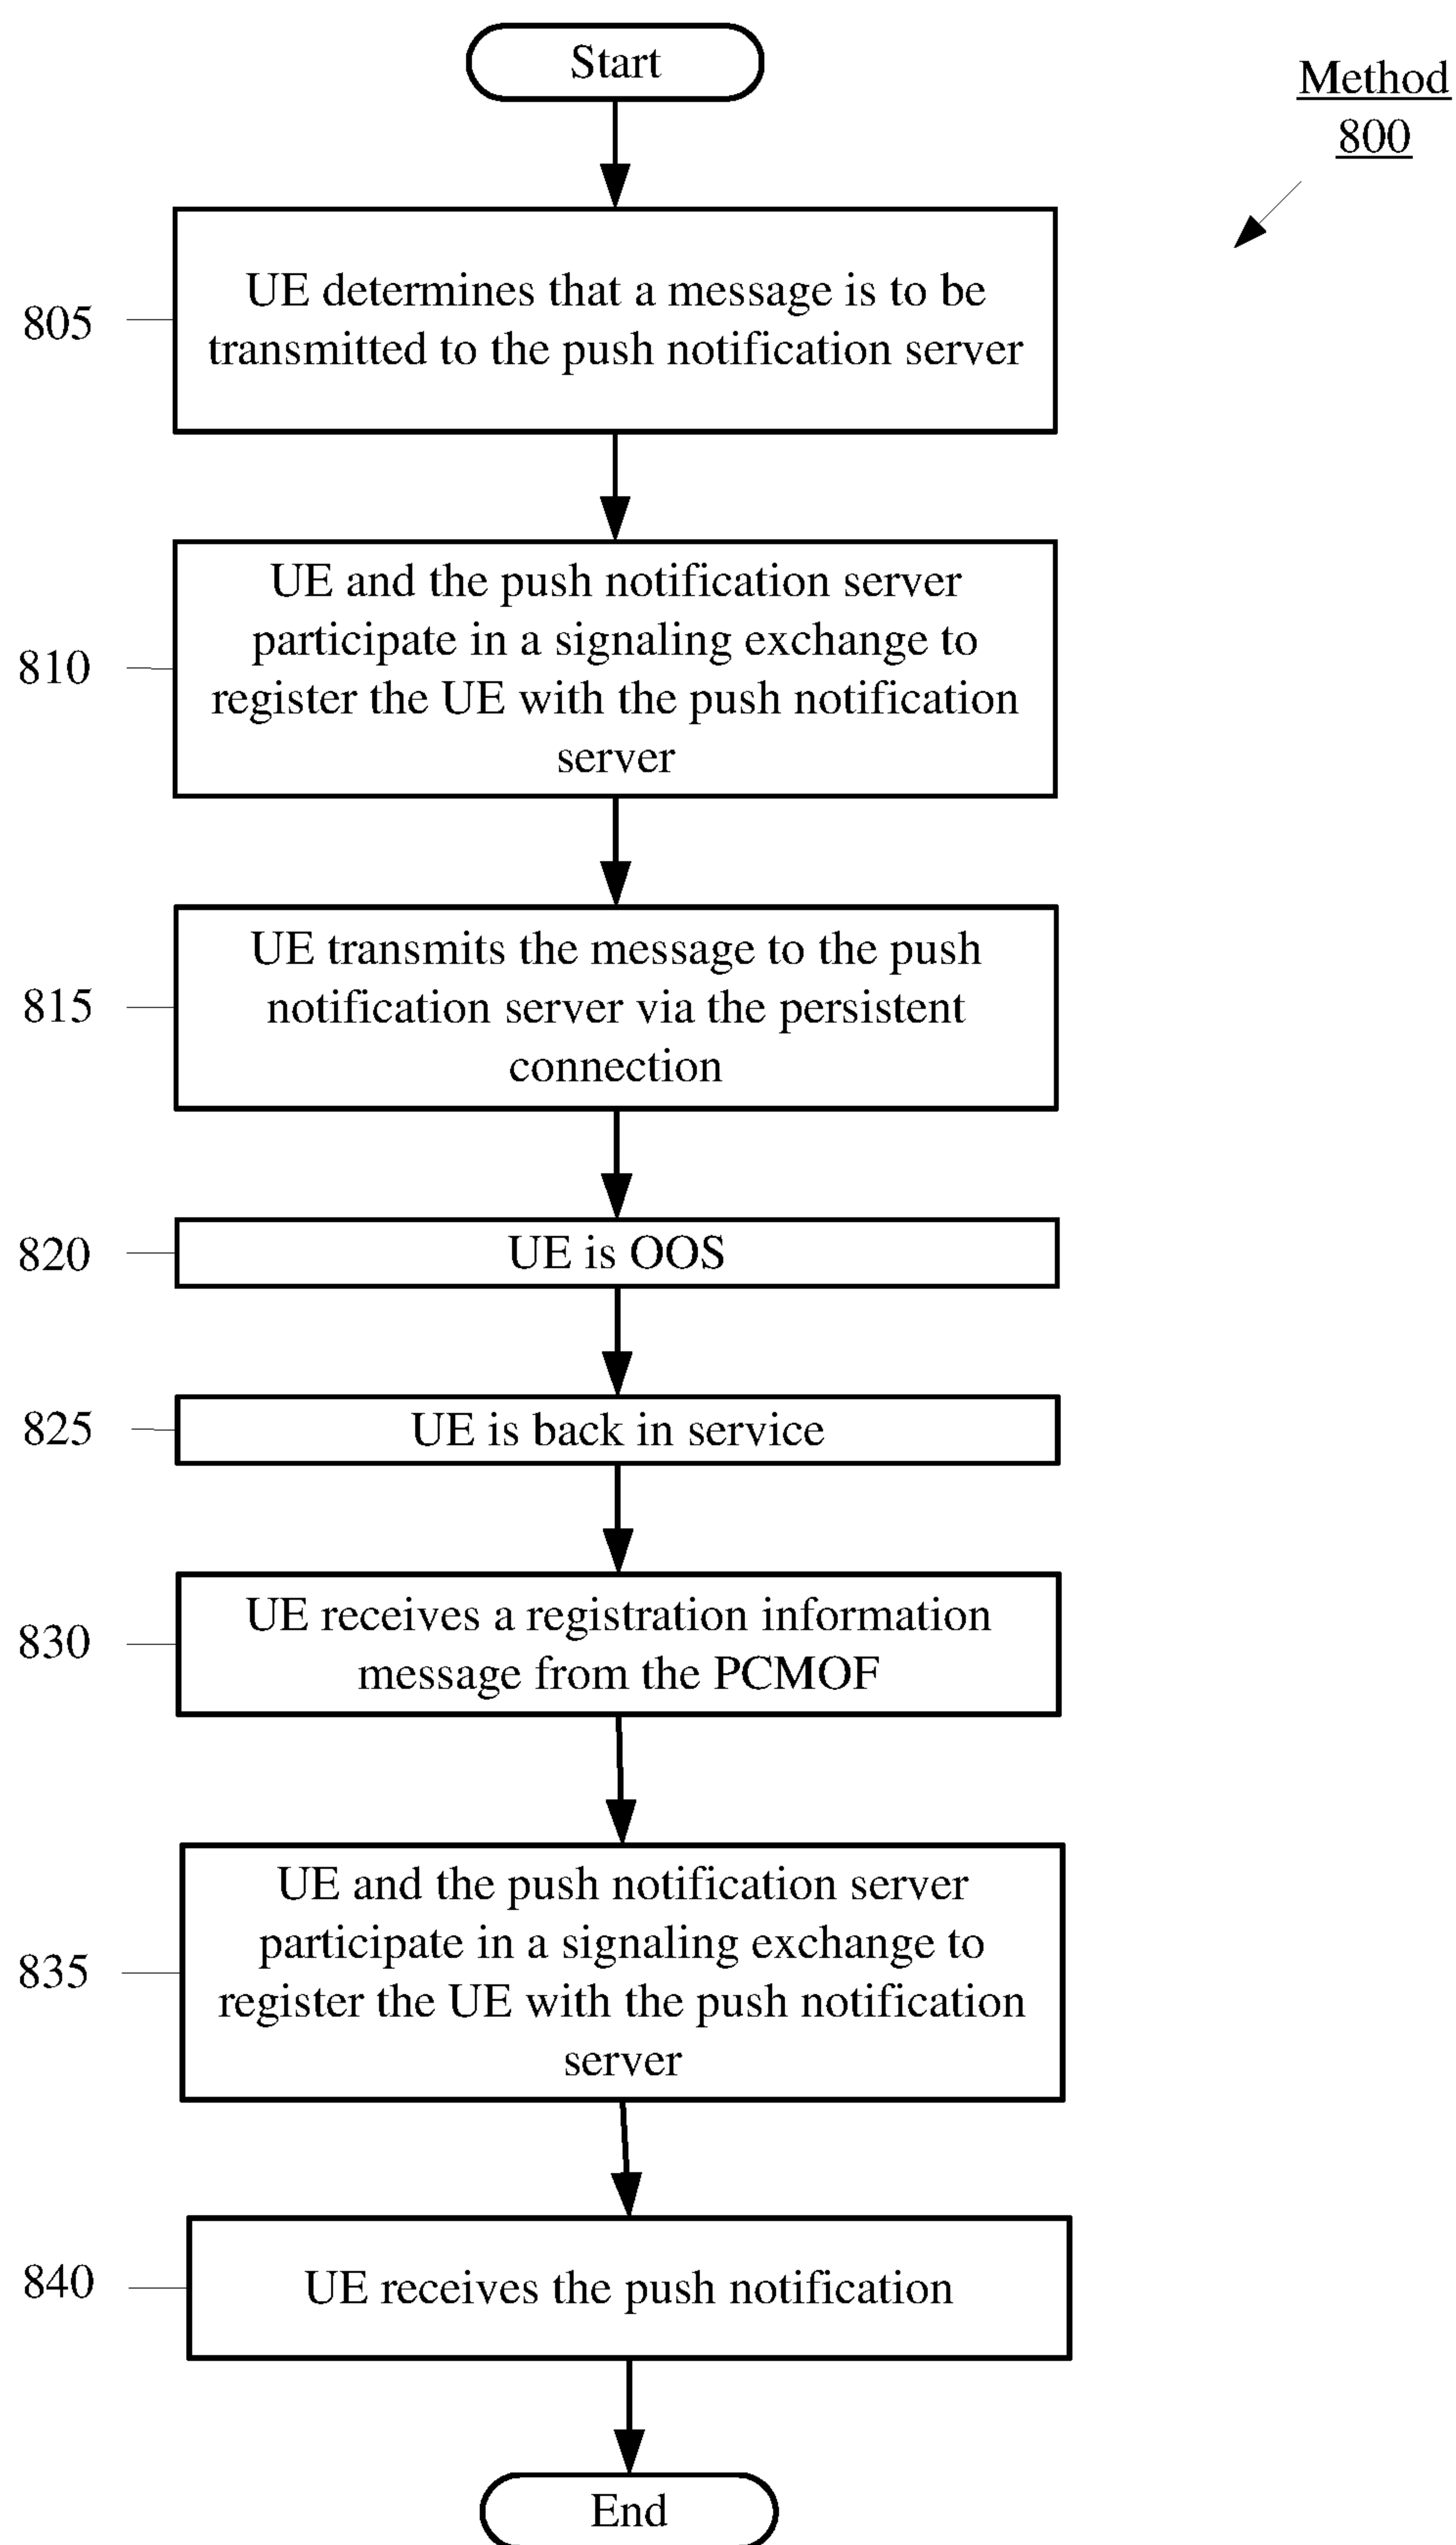 Start
Method
800
805
UE determines that a message is to be
transmitted to the push notification server
810
UE and the push notification server
participate in a signaling exchange to
register the UE with the push notification
server
815
UE transmits the message to the push
notification server via the persistent
connection
820
UE is OOS
825
UE is back in service
830
UE receives a registration information
message from the PCMOF
835
UE and the push notification server
participate in a signaling exchange to
register the UE with the push notification
server
840
UE receives the push notification
End